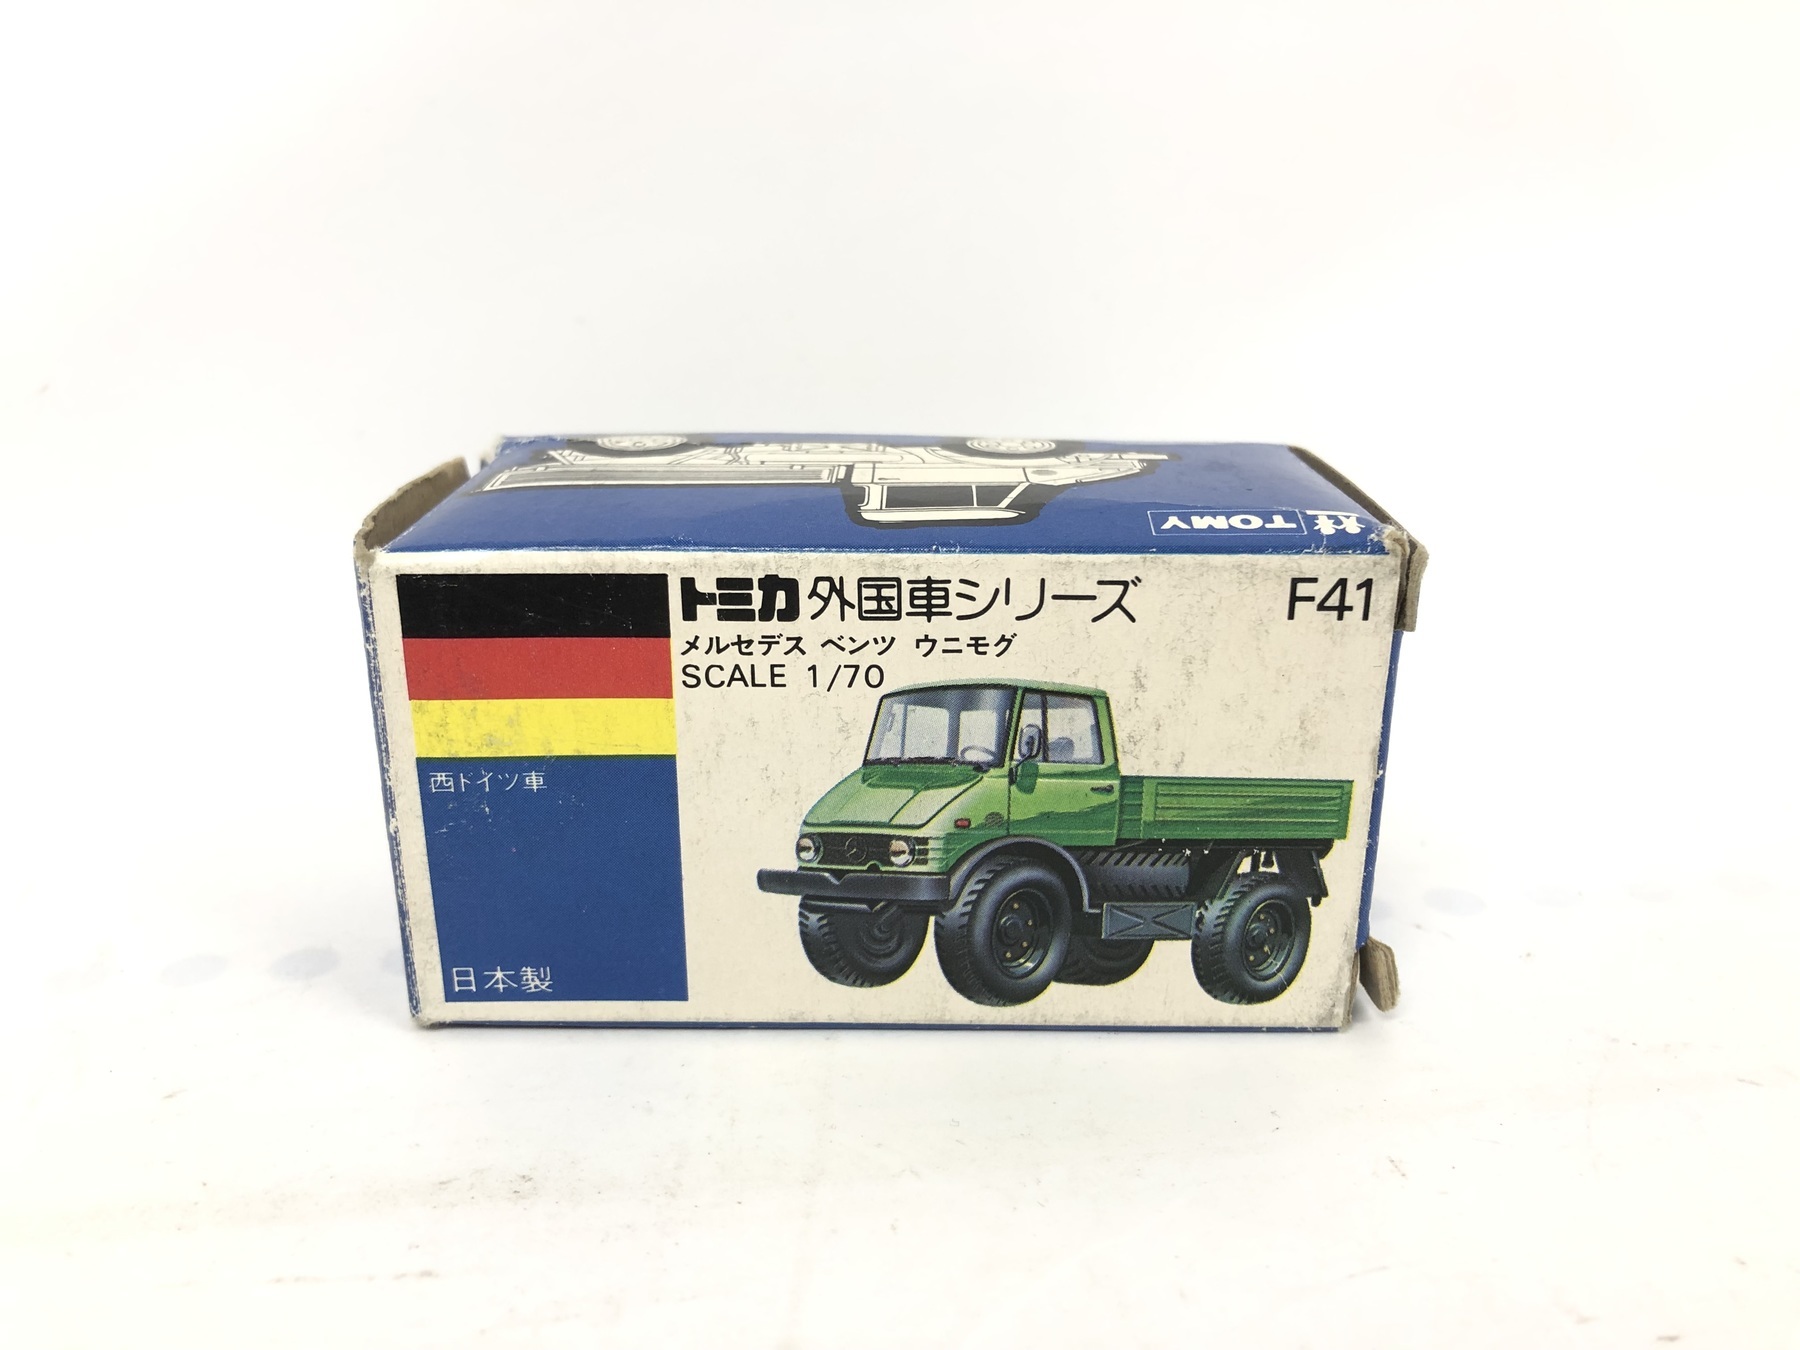 TOMY
トミカ 外国車シリーズ F41
メルセデス ベンツ ウニモグ
SCALE 1/70
西ドイツ車
日本製